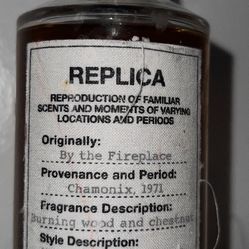 REPLICA
REPRODUCTION OF FAMILIAR
SCENTS AND MOMENTS OF VARYING
LOCATIONS AND PERIODS
Originally:
By the Fireplace
Provenance and Period:
Chamonix, 1971
Fragrance Description:
Burning wood and chestnut
Style Description: